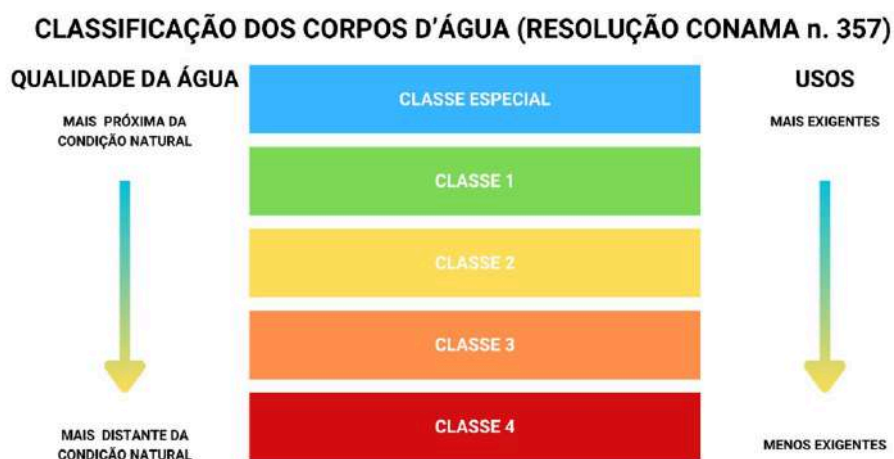 CLASSIFICAÇÃO DOS CORPOS D'ÁGUA (RESOLUÇÃO CONAMA n. 357)
QUALIDADE DA ÁGUA
MAIS PRÓXIMA DA
CONDIÇÃO NATURAL
MAIS DISTANTE DA
CONDIÇÃO NATURAL
CLASSE ESPECIAL
CLASSE 1
CLASSE 2
CLASSE 3
CLASSE 4
USOS
MAIS EXIGENTES
MENOS EXIGENTES